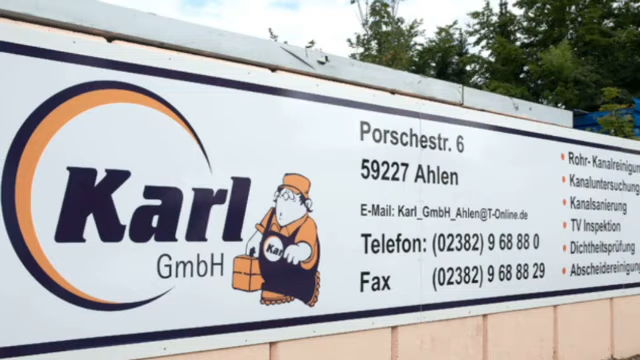 Karl
GmbH
Karl
Porschestr. 6
59227 Ahlen
E-Mail: Karl_GmbH_Ahlen@T-Online.de
Telefon: (02382) 9 68 88 0
Fax (02382) 9 68 88 29
• Rohr- Kanalreinigung
• Kanaluntersuchung
• Kanalsanierung
• TV Inspektion
• Dichtheitsprüfung
• Abscheidereinigung